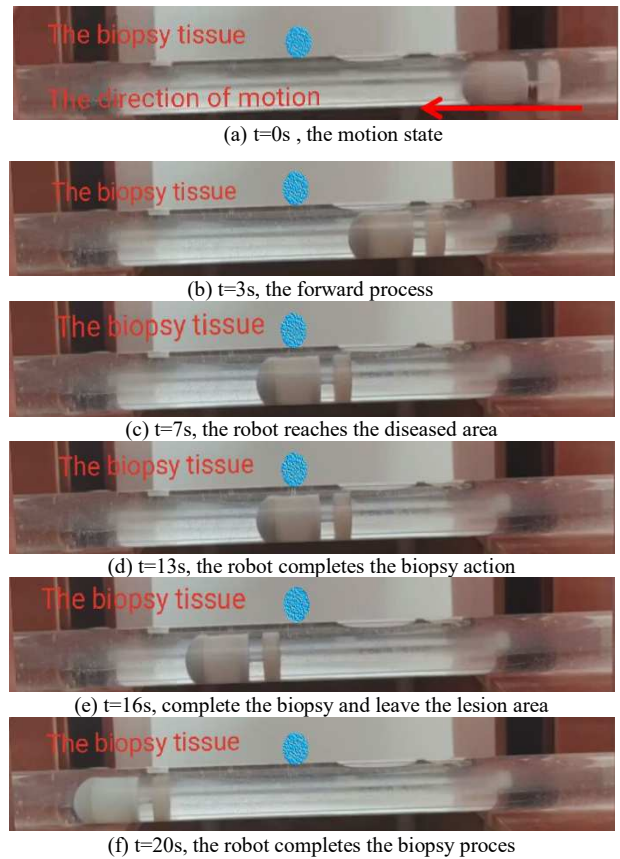 The biopsy tissue
The direction of motion
(a) t=0s , the motion state
The biopsy tissue
(b) t=3s, the forward process
The biopsy tissue
(c) t=7s, the robot reaches the diseased area
The biopsy tissue
(d) t=13s, the robot completes the biopsy action
The biopsy tissue
(e) t=16s, complete the biopsy and leave the lesion area
The biopsy tissue
(f) t=20s, the robot completes the biopsy proces